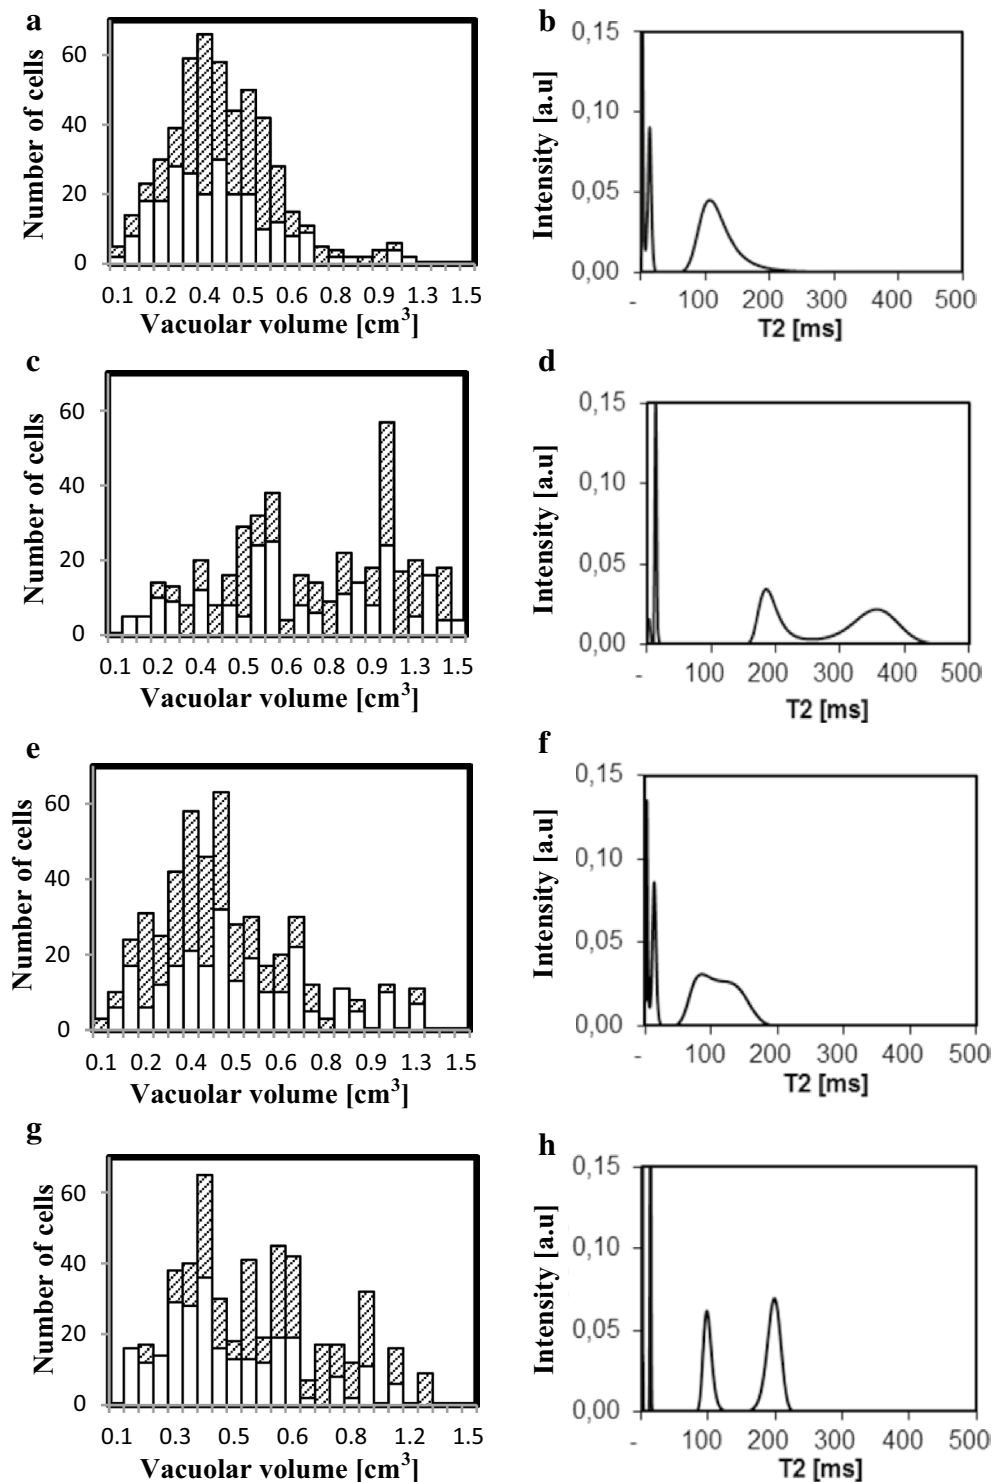 a
Number of cells
60
40
20
0
0.1 0.2 0.4 0.5 0.6 0.8 0.9 1.3 1.5
Vacuolar volume [cm³]
b
Intensity [a.u]
0,15
0,10
0,05
0,00
- 100 200 300 400 500
T2 [ms]
c
Number of cells
60
40
20
0
0.1 0.2 0.4 0.5 0.6 0.8 0.9 1.3 1.5
Vacuolar volume [cm³]
d
Intensity [a.u]
0,15
0,10
0,05
0,00
- 100 200 300 400 500
T2 [ms]
e
Number of cells
60
40
20
0
0.1 0.2 0.4 0.5 0.6 0.8 0.9 1.3 1.5
Vacuolar volume [cm³]
f
Intensity [a.u]
0,15
0,10
0,05
0,00
- 100 200 300 400 500
T2 [ms]
g
Number of cells
60
40
20
0
0.1 0.3 0.5 0.6 0.8 1.2 1.5
Vacuolar volume [cm³]
h
Intensity [a.u]
0,15
0,10
0,05
0,00
- 100 200 300 400 500
T2 [ms]